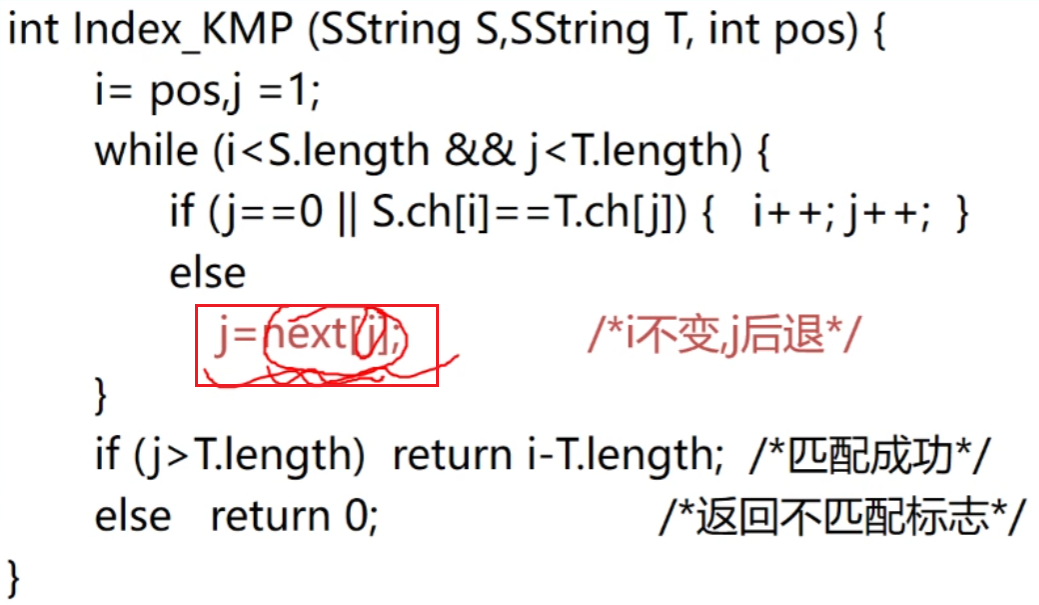 int Index_KMP (SString S,SString T, int pos) {
i= pos,j =1;
while (i<S.length && j<T.length) {
if (j==0 || S.ch[i]==T.ch[j]) { i++; j++; }
else
j=next[j]; /*i不变,j后退*/
}
if (j>T.length) return i-T.length; /*匹配成功*/
else return 0; /*返回不匹配标志*/
}